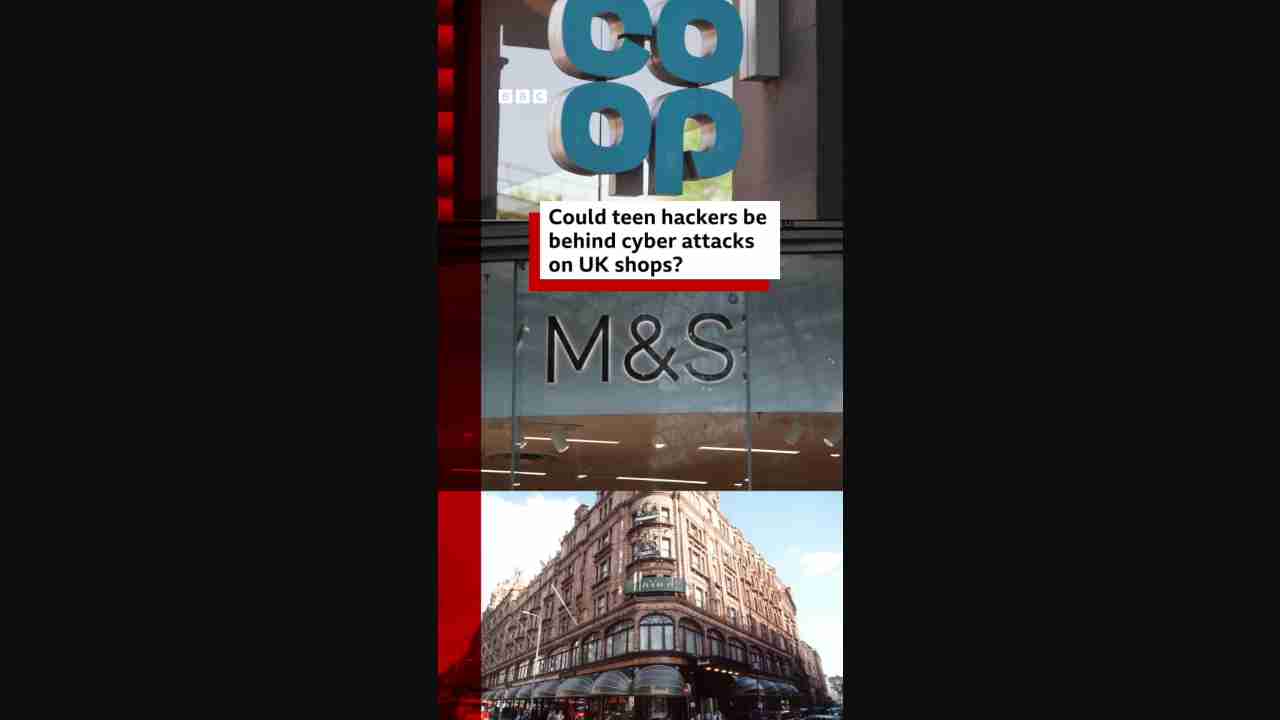 co
op
BBC
Could teen hackers be
behind cyber attacks
on UK shops?
M&S